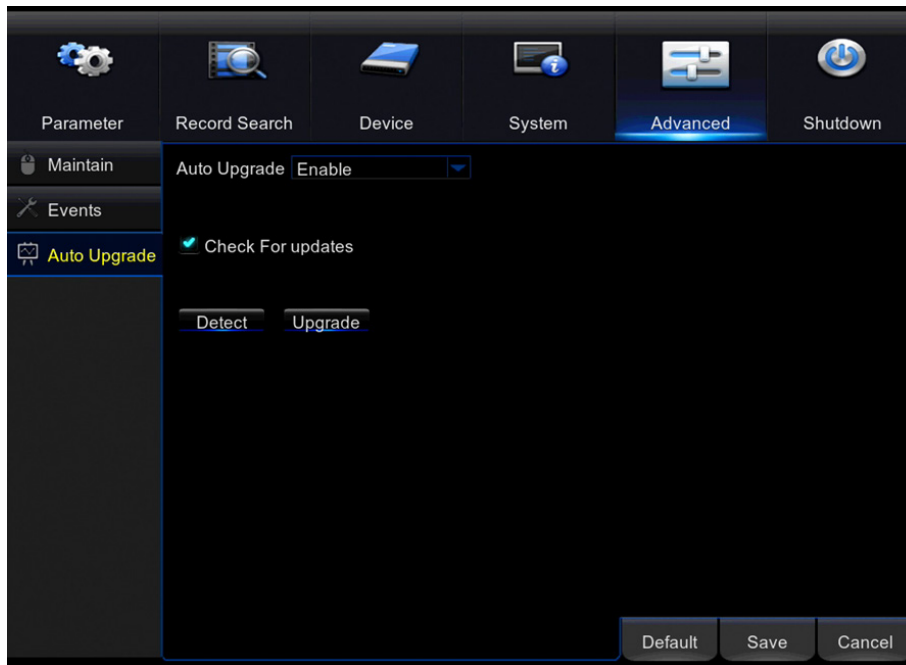 Parameter
Record Search
Device
System
Advanced
Shutdown
Maintain
Events
Auto Upgrade
Auto Upgrade Enable
Check For updates
Detect Upgrade
Default Save Cancel